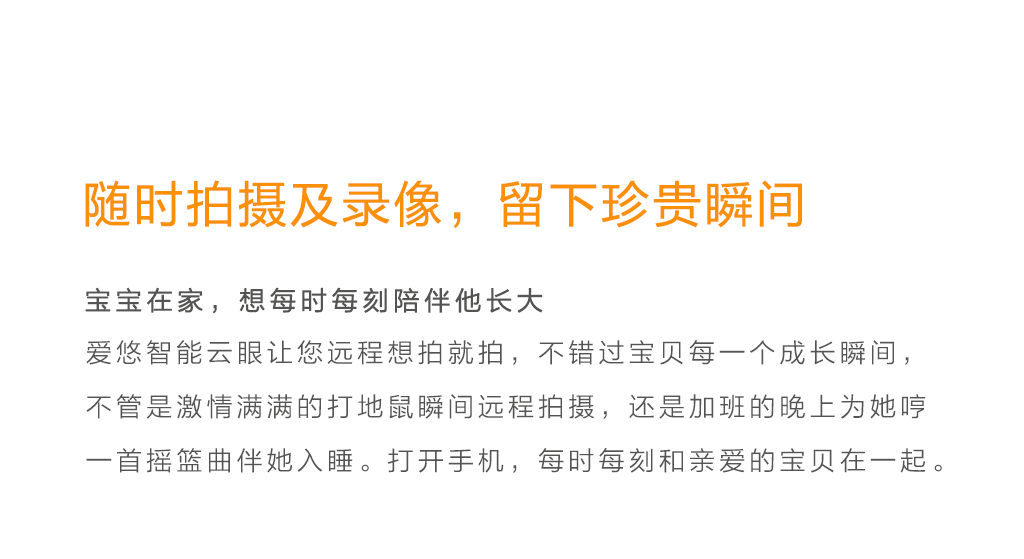 随时拍摄及录像，留下珍贵瞬间
宝宝在家，想每时每刻陪伴他长大
爱悠智能云眼让您远程想拍就拍，不错过宝贝每一个成长瞬间，
不管是激情满满的打地鼠瞬间远程拍摄，还是加班的晚上为她哼
一首摇篮曲伴她入睡。打开手机，每时每刻和亲爱的宝贝在一起。